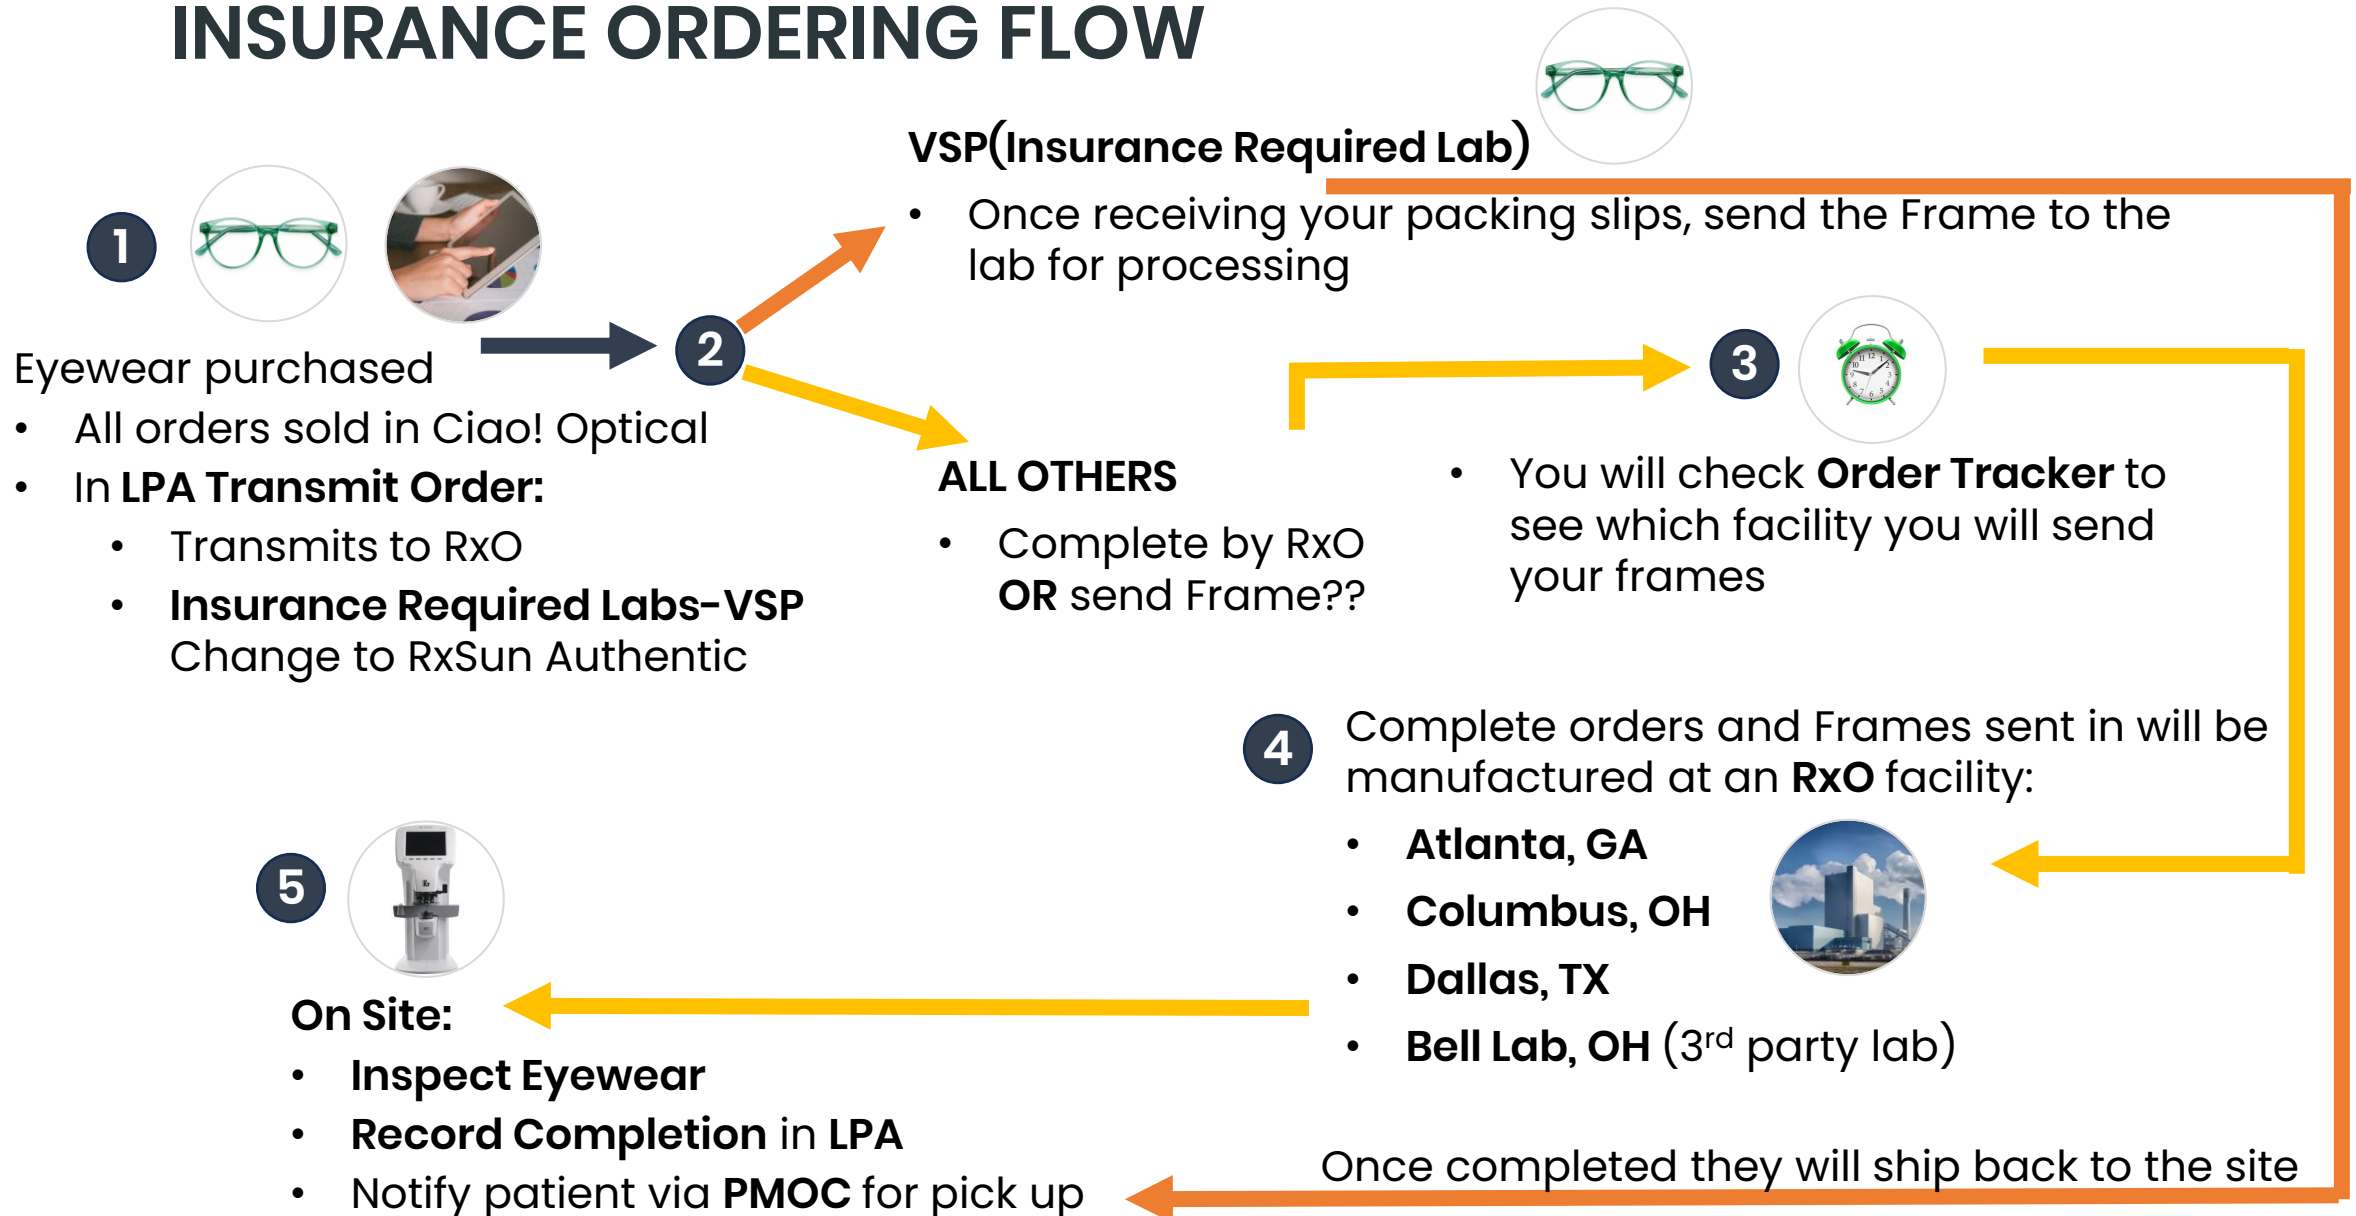 INSURANCE ORDERING FLOW
1
Eyewear purchased
• All orders sold in Ciao! Optical
• In LPA Transmit Order:
• Transmits to RxO
• Insurance Required Labs-VSP
Change to RxSun Authentic
2
VSP(Insurance Required Lab)
• Once receiving your packing slips, send the Frame to the
lab for processing
ALL OTHERS
• Complete by RxO
OR send Frame??
3
• You will check Order Tracker to
see which facility you will send
your frames
4
Complete orders and Frames sent in will be
manufactured at an RxO facility:
• Atlanta, GA
• Columbus, OH
• Dallas, TX
• Bell Lab, OH (3rd party lab)
Once completed they will ship back to the site
5
On Site:
• Inspect Eyewear
• Record Completion in LPA
• Notify patient via PMOC for pick up